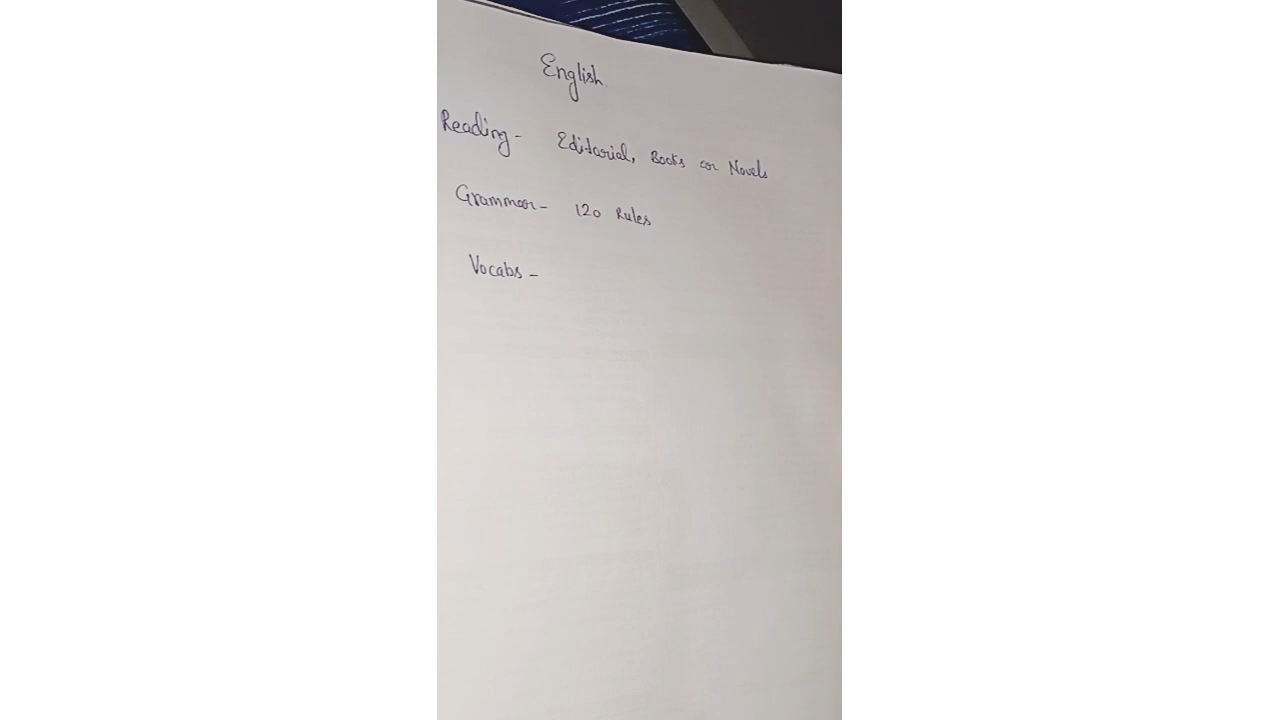 English.
Reading - Editorial, Books or Novels
Grammar - 120 Rules
Vocabs -